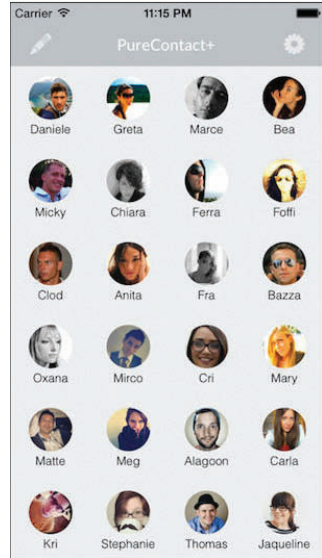 Carrier 11:15 PM
PureContact+
Daniele Greta Marce Bea
Micky Chiara Ferra Foffi
Clod Anita Fra Bazza
Oxana Mirco Cri Mary
Matte Meg Alagoon Carla
Kri Stephanie Thomas Jaqueline